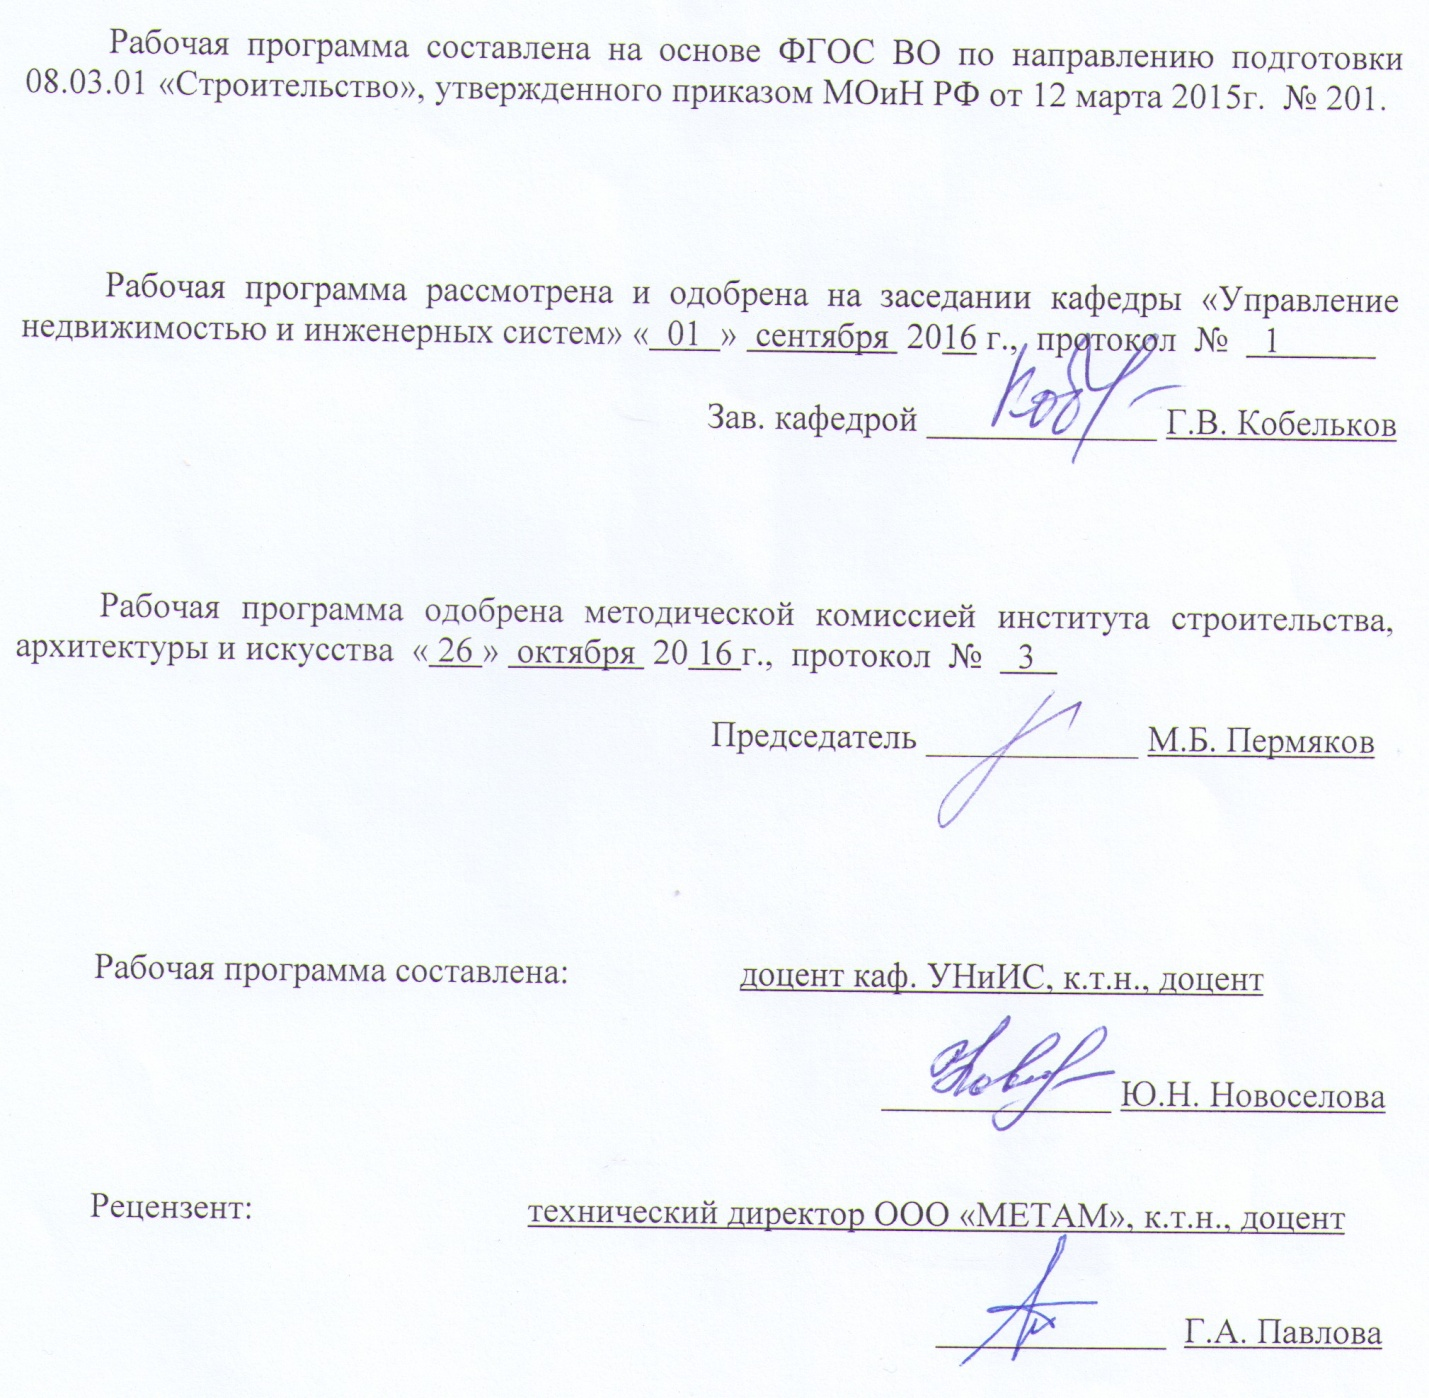 Рабочая программа составлена на основе ФГОС ВО по направлению подготовки
08.03.01 «Строительство», утвержденного приказом МОиН РФ от 12 марта 2015г. № 201.
Рабочая программа рассмотрена и одобрена на заседании кафедры «Управление
недвижимостью и инженерных систем» «01» сентября 2016 г., протокол № 1
Зав. кафедрой Г.В. Кобельков
Рабочая программа одобрена методической комиссией института строительства,
архитектуры и искусства «26» октября 20 16 г., протокол № 3
Председатель М.Б. Пермяков
Рабочая программа составлена: доцент каф. УНиИС, к.т.н., доцент
Ю.Н. Новоселова
Рецензент: технический директор ООО «МЕТАМ», к.т.н., доцент
Г.А. Павлова